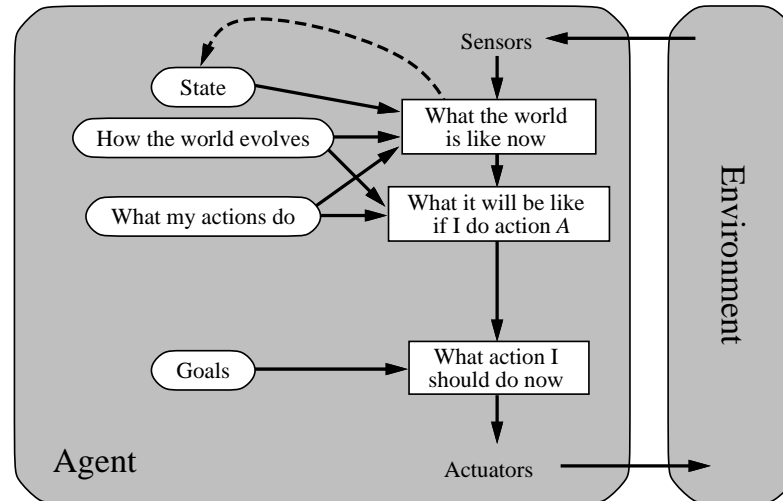 Sensors
State
What the world
is like now
How the world evolves
What it will be like
if I do action A
What my actions do
What action I
should do now
Goals
Agent
Actuators
Environment